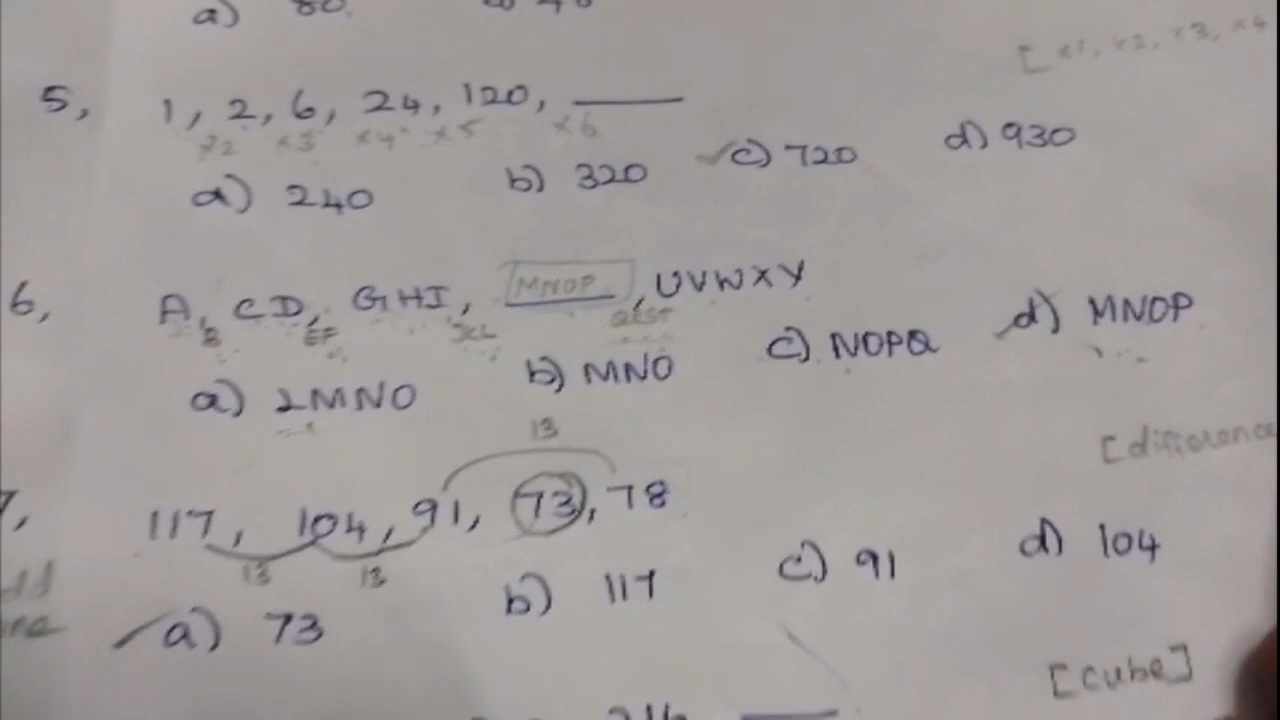 a) 80.
[×1, ×2, ×3, ×4
5, 1, 2, 6, 24, 120, ____
×2 ×3 ×4 ×5 ×6
a) 240 b) 320 c) 720 d) 930
6, A, CD, GHI, MNOP, UVWXY
B EF JKL QRST
a) LMNO b) MNO c) NOPQ d) MNOP
[difference
13
7, 117, 104, 91, 73, 78
13 13
a) 73 b) 117 c) 91 d) 104
[cube]